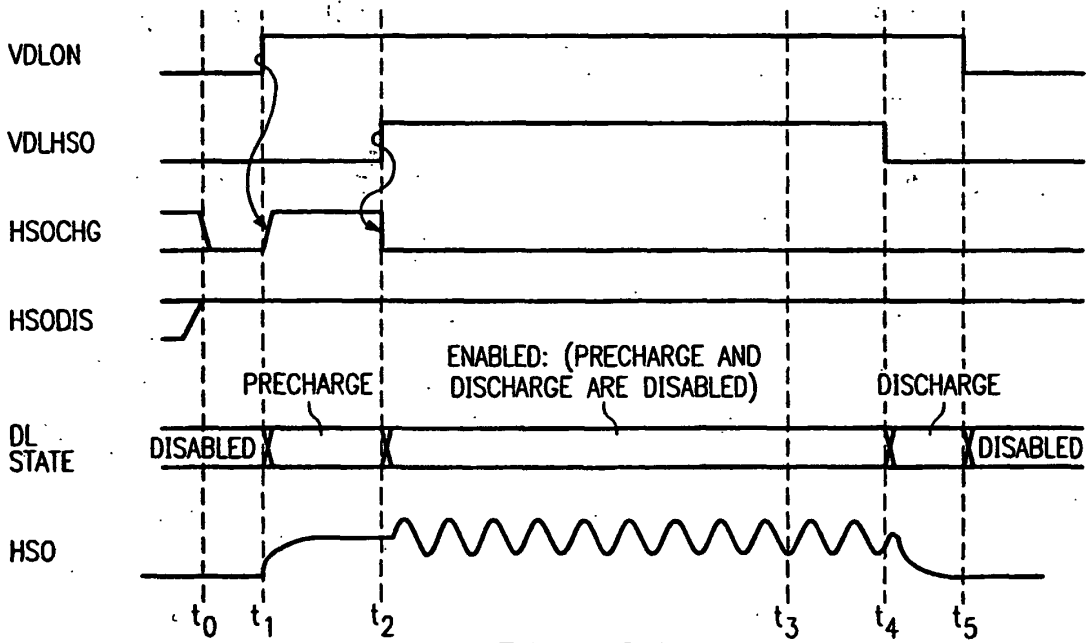 VDLON
VDLHSO
HSOCHG
HSODIS
ENABLED: (PRECHARGE AND
DISCHARGE ARE DISABLED)
PRECHARGE
DISCHARGE
DL
STATE
DISABLED
DISABLED
HSO
t0 t1 t2 t3 t4 t5